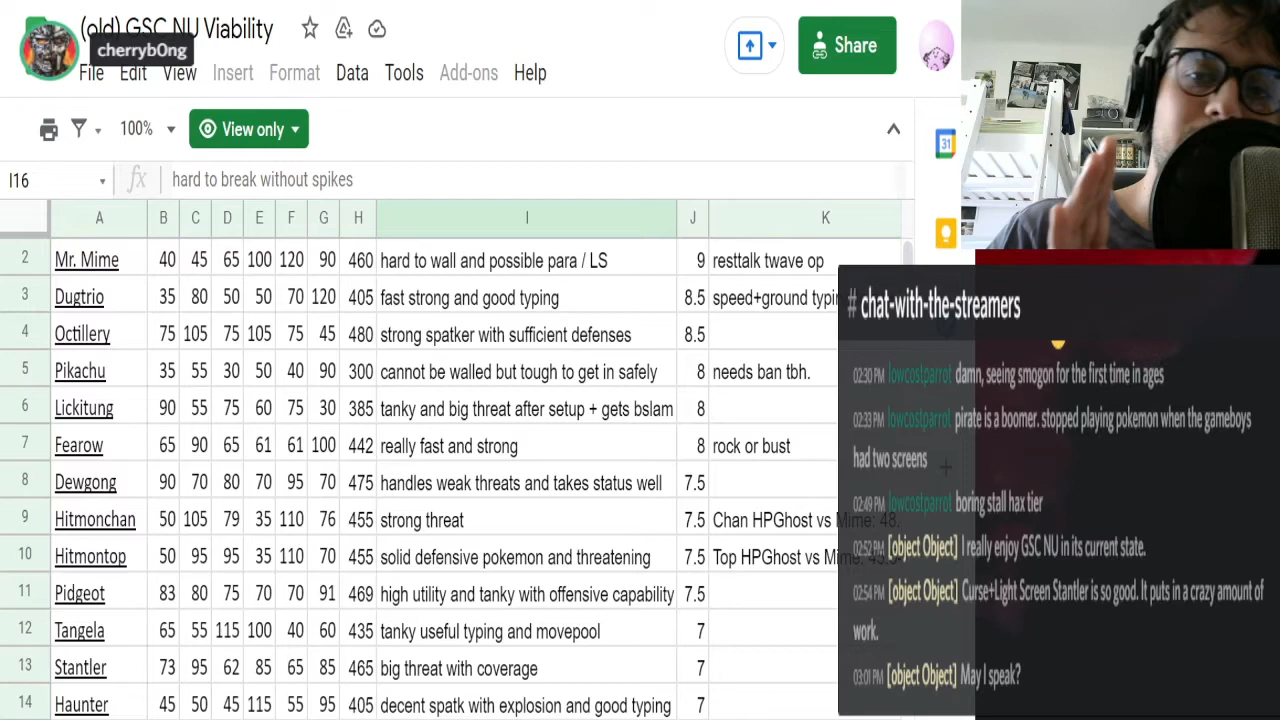 (old) GSC NU Viability
cherryb0ng
File Edit View Insert Format Data Tools Add-ons Help
Share
100% View only
31
I16 fx hard to break without spikes
A B C D E F G H I J K
2 Mr. Mime 40 45 65 100 120 90 460 hard to wall and possible para / LS 9 resttalk twave op
3 Dugtrio 35 80 50 50 70 120 405 fast strong and good typing 8.5 speed+ground typin
4 Octillery 75 105 75 105 75 45 480 strong spatker with sufficient defenses 8.5
5 Pikachu 35 55 30 50 40 90 300 cannot be walled but tough to get in safely 8 needs ban tbh.
6 Lickitung 90 55 75 60 75 30 385 tanky and big threat after setup + gets bslam 8
7 Fearow 65 90 65 61 61 100 442 really fast and strong 8 rock or bust
8 Dewgong 90 70 80 70 95 70 475 handles weak threats and takes status well 7.5
9 Hitmonchan 50 105 79 35 110 76 455 strong threat 7.5 Chan HPGhost vs Mime: 48.
10 Hitmontop 50 95 95 35 110 70 455 solid defensive pokemon and threatening 7.5 Top HPGhost vs Mime:
11 Pidgeot 83 80 75 70 70 91 469 high utility and tanky with offensive capability 7.5
12 Tangela 65 55 115 100 40 60 435 tanky useful typing and movepool 7
13 Stantler 73 95 62 85 65 85 465 big threat with coverage 7
14 Haunter 45 50 45 115 55 95 405 decent spatk with explosion and good typing 7
# chat-with-the-streamers
02:30 PM lowcostparrot damn, seeing smogon for the first time in ages
02:33 PM lowcostparrot pirate is a boomer. stopped playing pokemon when the gameboys
had two screens
02:49 PM lowcostparrot boring stall hax tier
02:52 PM [object Object] I really enjoy GSC NU in its current state.
02:54 PM [object Object] Curse+Light Screen Stantler is so good. It puts in a crazy amount of
work.
03:01 PM [object Object] May I speak?